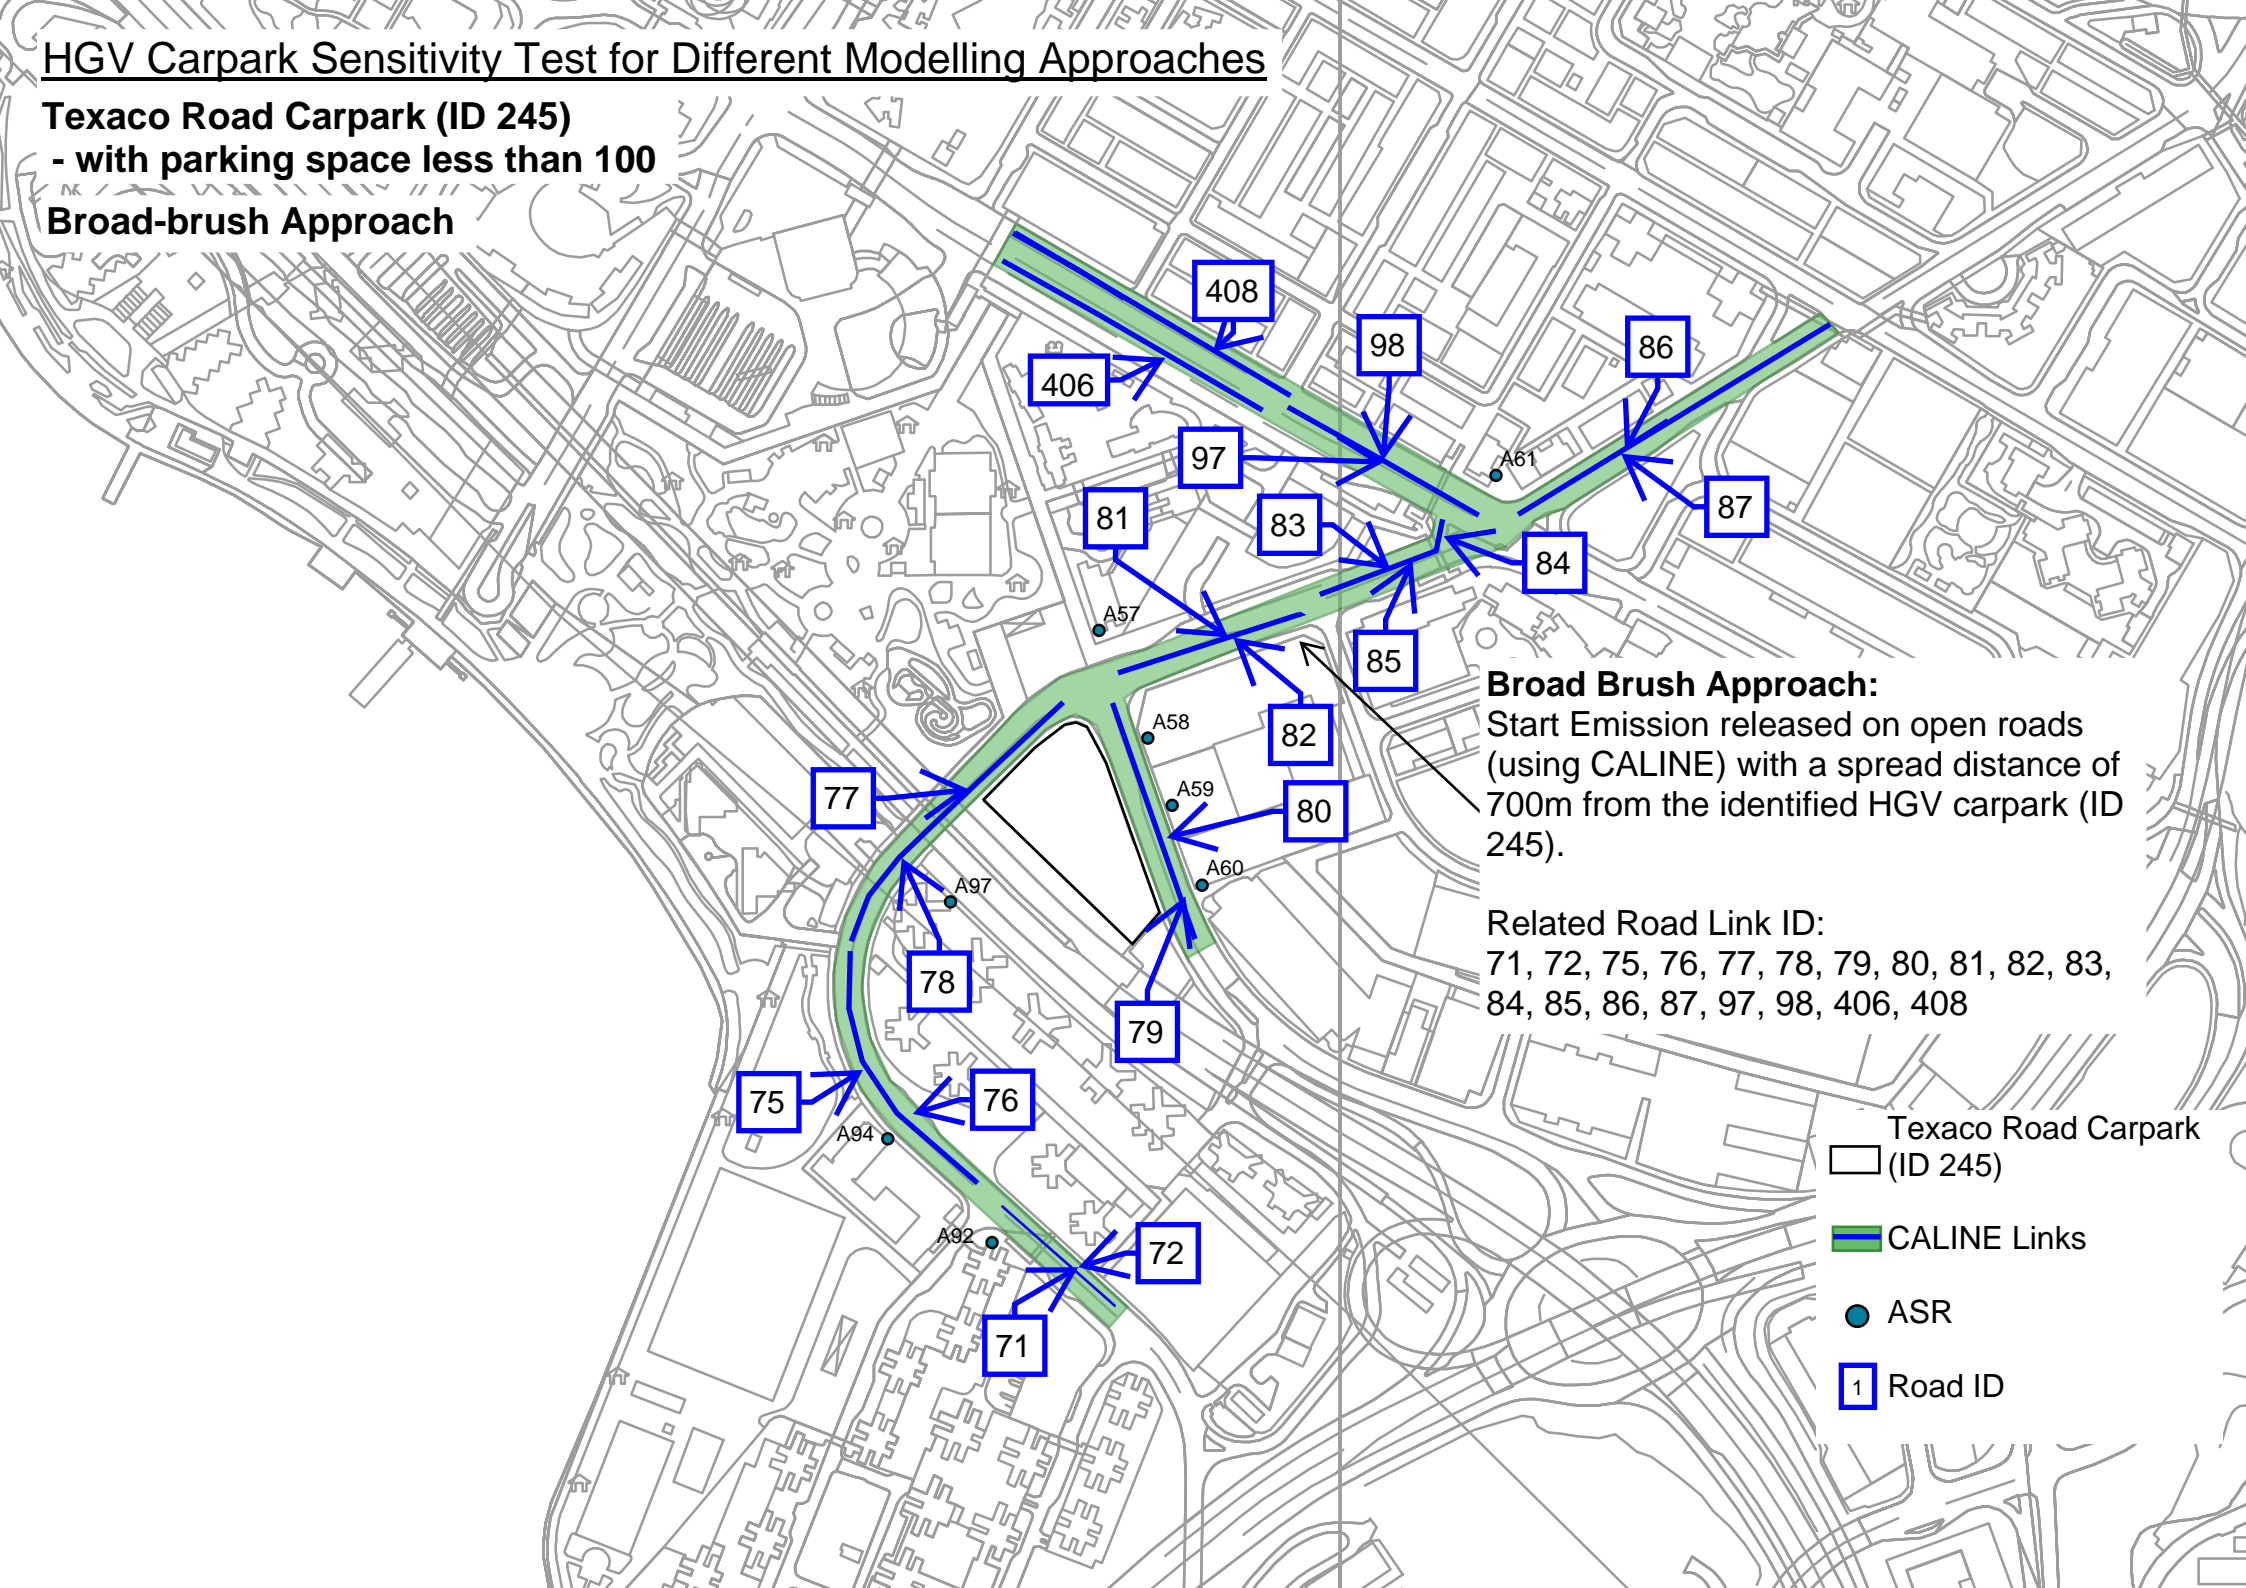 HGV Carpark Sensitivity Test for Different Modelling Approaches
Texaco Road Carpark (ID 245)
- with parking space less than 100
Broad-brush Approach
408
98
86
406
97
A61
87
81
83
84
A57
85
A58
82
77
A59
80
A60
A97
78
79
75
76
A94
A92
72
71
Broad Brush Approach:
Start Emission released on open roads
(using CALINE) with a spread distance of
700m from the identified HGV carpark (ID
245).
Related Road Link ID:
71, 72, 75, 76, 77, 78, 79, 80, 81, 82, 83,
84, 85, 86, 87, 97, 98, 406, 408
Texaco Road Carpark
(ID 245)
CALINE Links
ASR
1 Road ID